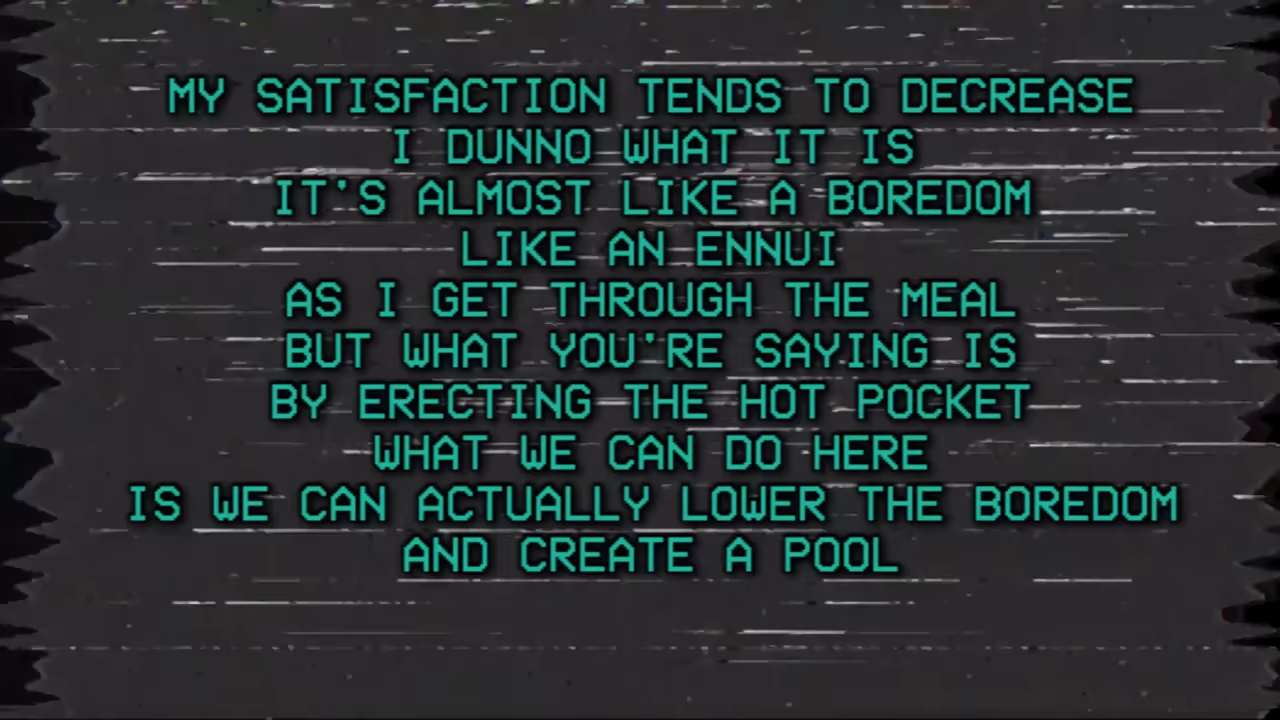 MY SATISFACTION TENDS TO DECREASE
I DUNNO WHAT IT IS
IT'S ALMOST LIKE A BOREDOM
LIKE AN ENNUI
AS I GET THROUGH THE MEAL
BUT WHAT YOU'RE SAYING IS
BY ERECTING THE HOT POCKET
WHAT WE CAN DO HERE
IS WE CAN ACTUALLY LOWER THE BOREDOM
AND CREATE A POOL